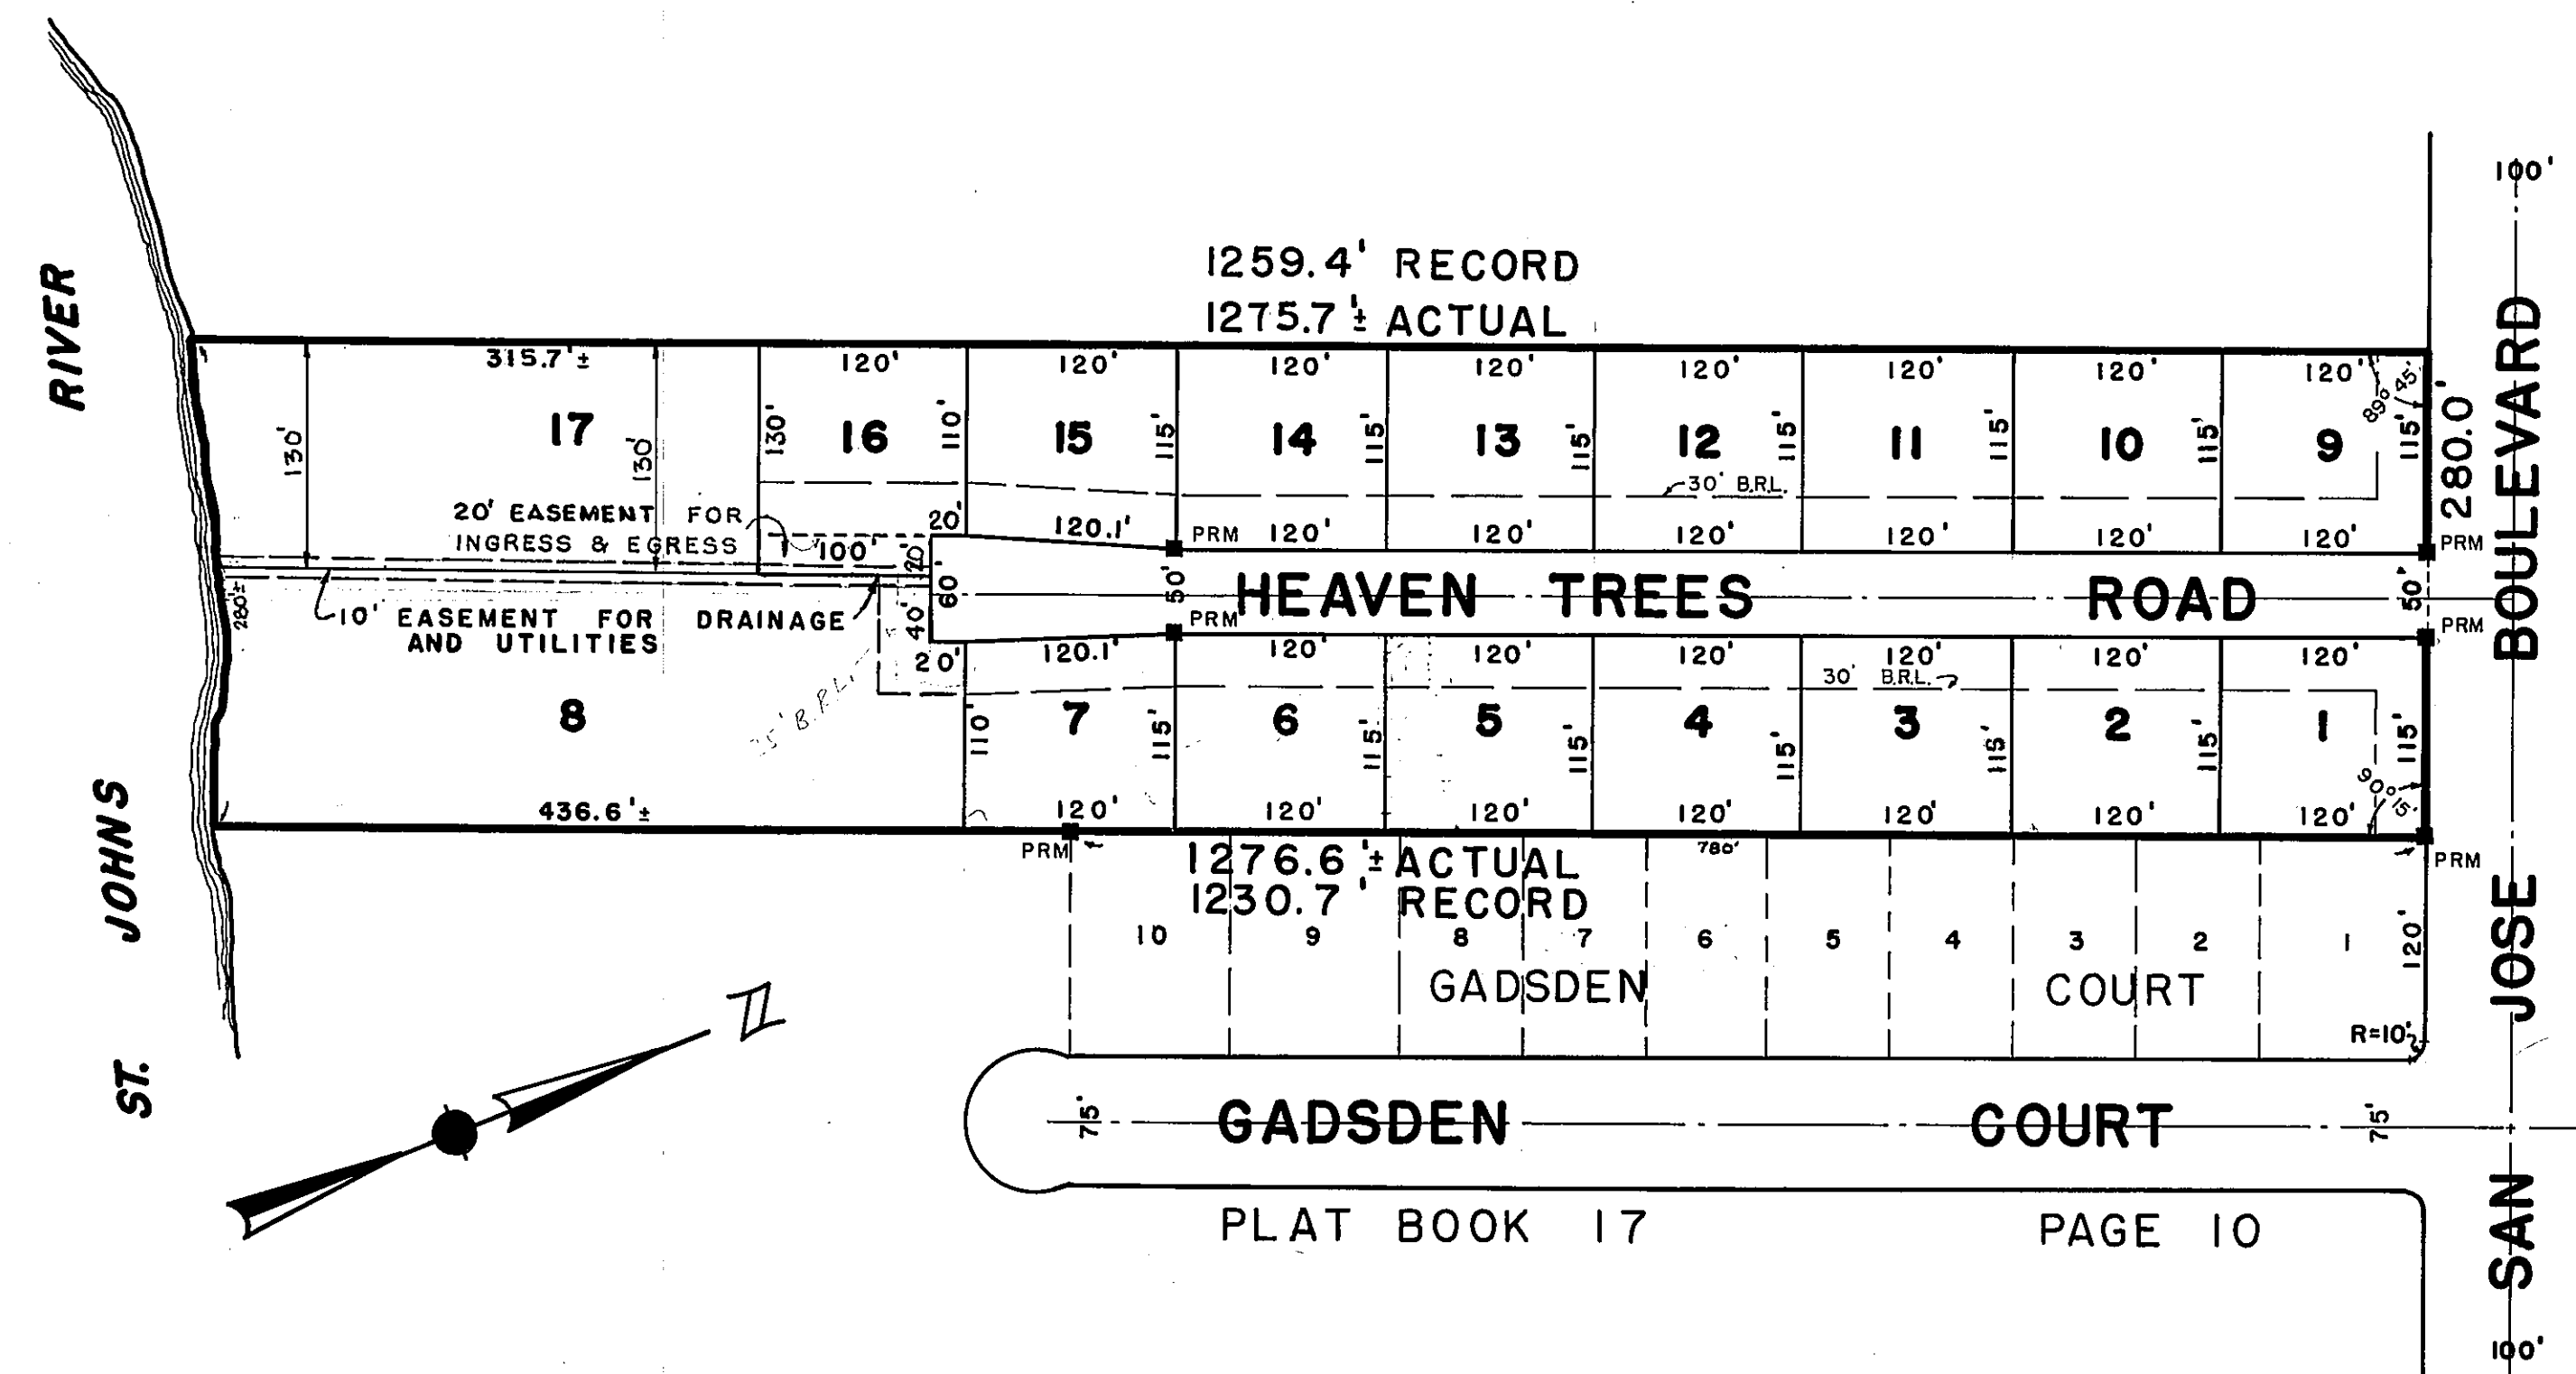 100'
1259.4' RECORD
1275.7'± ACTUAL
RIVER
315.7'± 120' 120' 120' 120' 120' 120' 120' 120'
89° 45'
130' 17 130' 130' 16 110' 15 115' 14 115' 13 115' 12 115' 11 115' 10 115' 9 115'
280.0'
30' B.R.L.
20' EASEMENT FOR
INGRESS & EGRESS
100' 20' 20' 120.1' PRM 120' 120' 120' 120' 120' 120' PRM
60' 50' HEAVEN TREES ROAD 50'
280'±
10' EASEMENT FOR DRAINAGE
AND UTILITIES
40' 20' 120.1' PRM 120' 120' 120' 120' 120' 120' PRM
30' B.R.L.
B.R.L.
8 110' 7 115' 6 115' 5 115' 4 115' 3 115' 2 115' 1 115'
90° 15'
436.6'± 120' 120' 120' 120' 120' 120' 120'
PRM
780'
PRM
1276.6'± ACTUAL
1230.7' RECORD
10 9 8 7 6 5 4 3 2 1
120'
GADSDEN COURT
R=10'
ST. JOHNS
N
75' GADSDEN COURT 75'
PLAT BOOK 17 PAGE 10
SAN JOSE BOULEVARD
100'